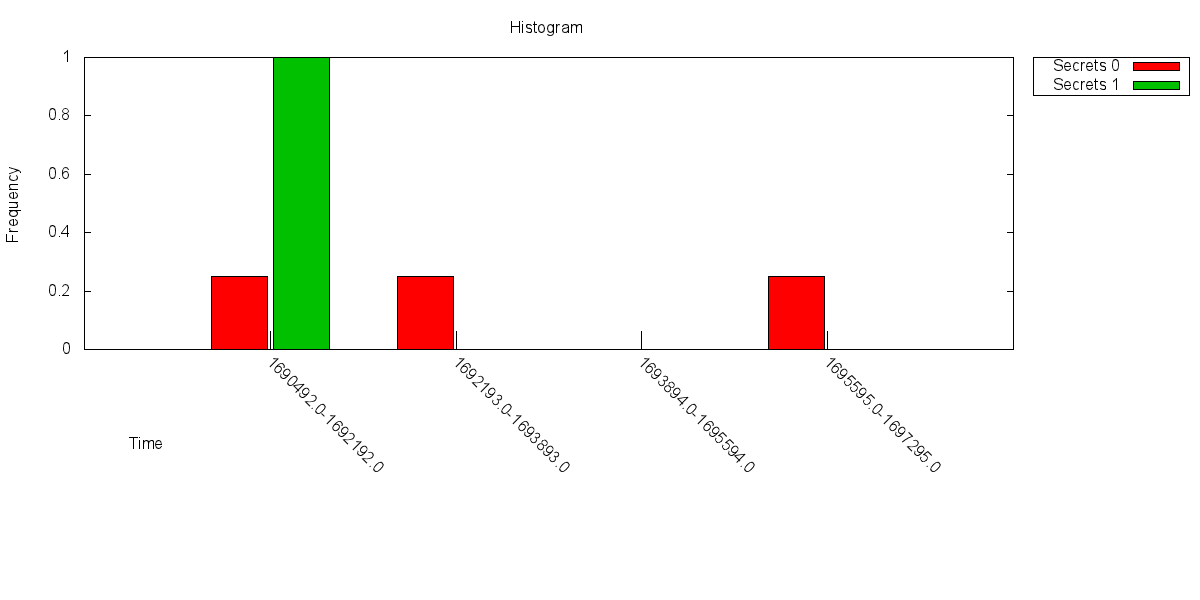 Histogram
1
0.8
0.6
0.4
0.2
0
Frequency
Secrets 0
Secrets 1
1690492.0-1692192.0
1692193.0-1693893.0
1693894.0-1695594.0
1695595.0-1697295.0
Time